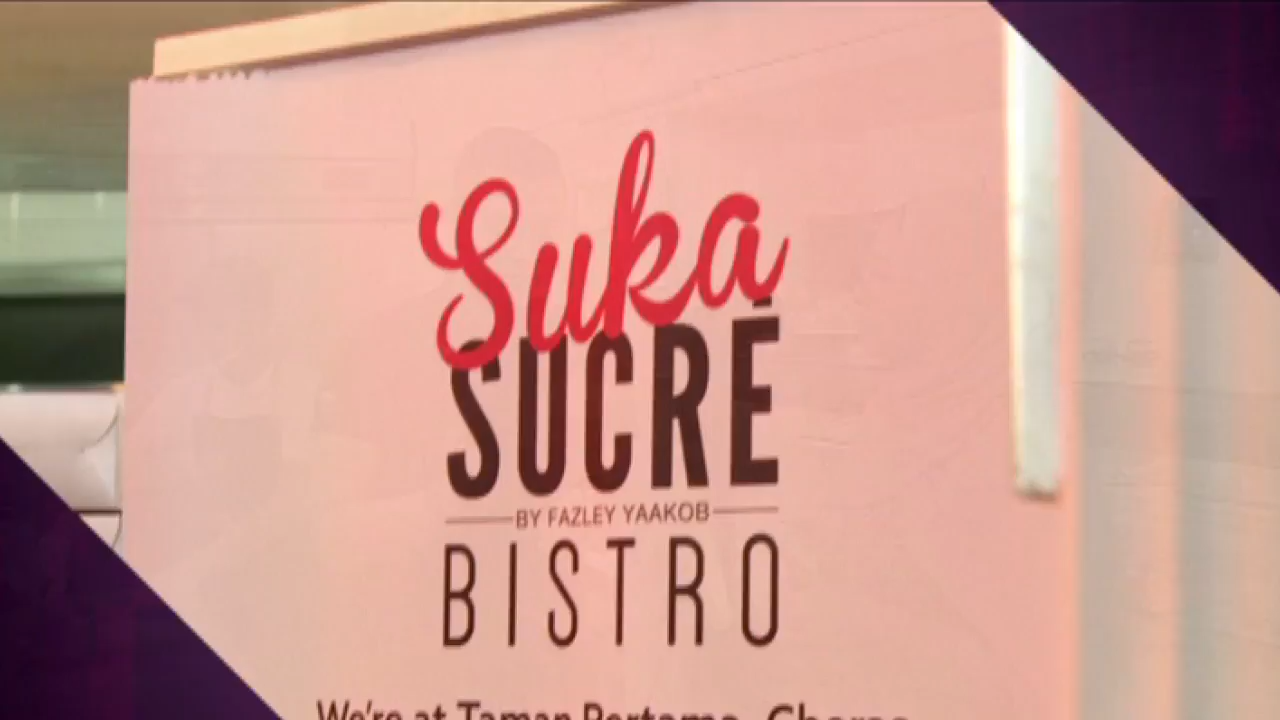 Suka
SUCRÉ
BY FAZLEY YAAKOB
BISTRO
We're at Taman Pertama, Cheras